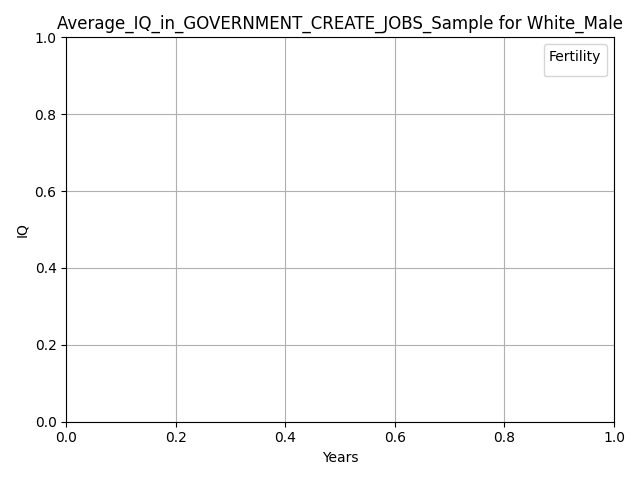 Average_IQ_in_GOVERNMENT_CREATE_JOBS_Sample for White_Male
Fertility
1.0
0.8
0.6
0.4
0.2
0.0
IQ
0.0 0.2 0.4 0.6 0.8 1.0
Years